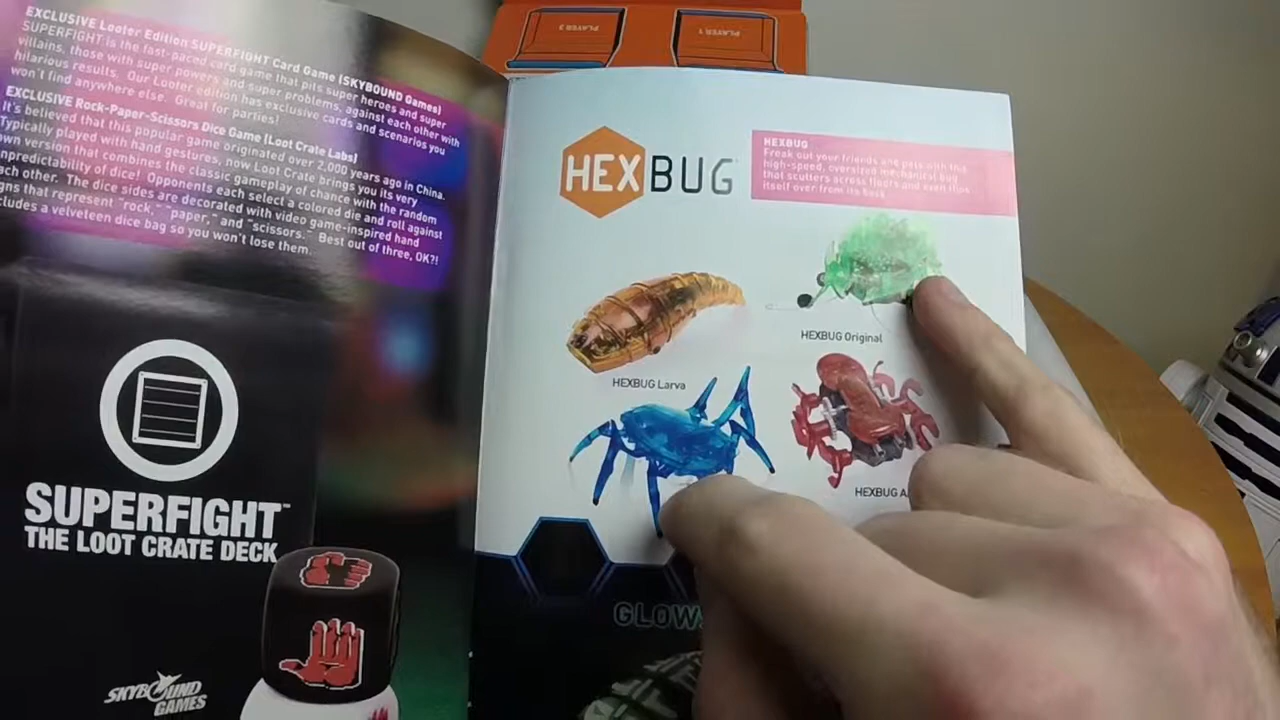 EXCLUSIVE Looter Edition SUPERFIGHT Card Game (SKYBOUND Games)
SUPERFIGHT is the fast-paced card game that pits super heroes and super
villains, those with super powers and super problems, against each other with
hilarious results. Our Looter edition has exclusive cards and scenarios you
won't find anywhere else. Great for parties!
EXCLUSIVE Rock-Paper-Scissors Dice Game (Loot Crate Labs)
It's believed that this popular game originated over 2,000 years ago in China.
Typically played with hand gestures, now Loot Crate brings you its very
own version that combines the classic gameplay of chance with the random
npredictability of dice! Opponents each select a colored die and roll against
ach other. The dice sides are decorated with video game-inspired hand
gns that represent "rock," "paper," and "scissors." Best out of three, OK?!
cludes a velveteen dice bag so you won't lose them.
SUPERFIGHT™
THE LOOT CRATE DECK
SKYBOUND
GAMES
PLAYER 2
PLAYER 1
HEXBUG
HEXBUG
Freak out your friends and pets with this
high-speed, oversized mechanical bug
that scutters across floors and even flips
itself over from its back
HEXBUG Original
HEXBUG Larva
HEXBUG A
GLOW